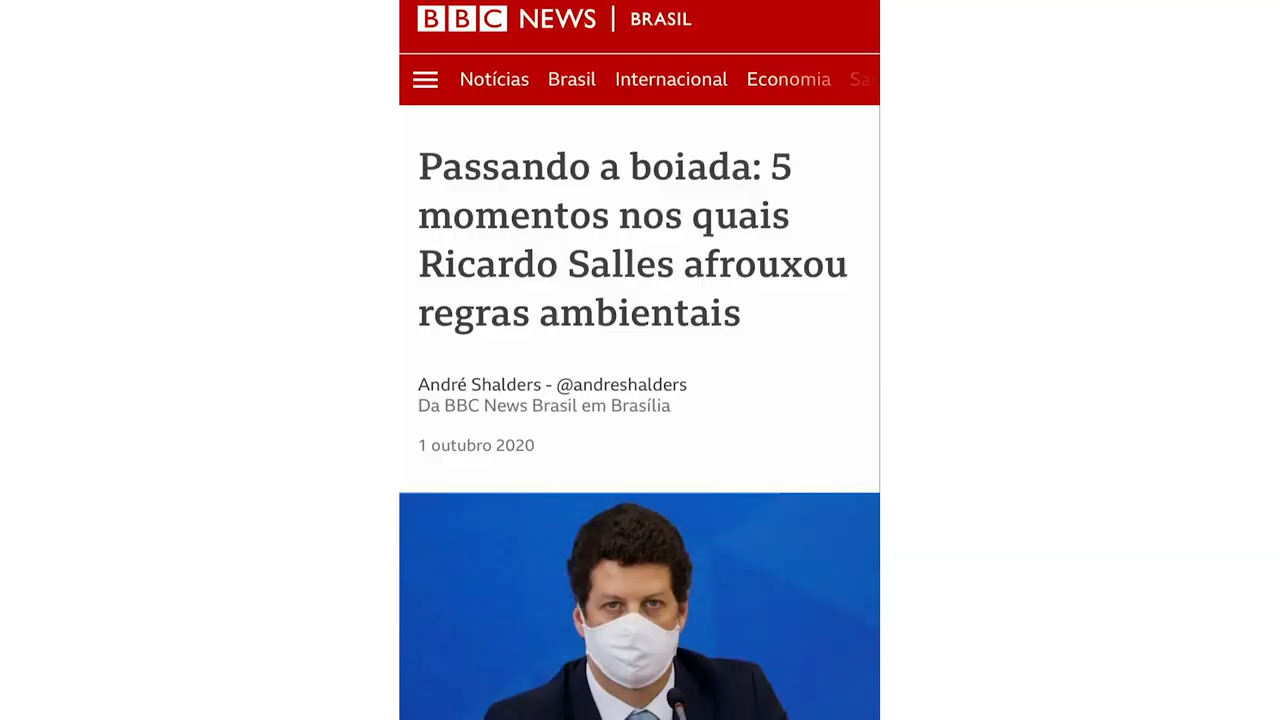 BBC NEWS | BRASIL
Notícias Brasil Internacional Economia
Passando a boiada: 5
momentos nos quais
Ricardo Salles afrouxou
regras ambientais
André Shalders - @andreshalders
Da BBC News Brasil em Brasília
1 outubro 2020